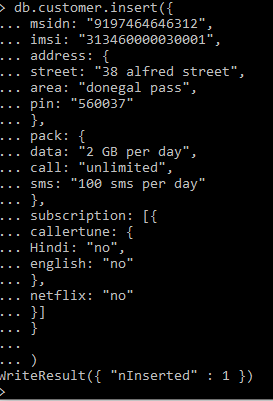 > db.customer.insert({
... msidn: "9197464646312",
... imsi: "313460000030001",
... address: {
... street: "38 alfred street",
... area: "donegal pass",
... pin: "560037"
... },
... pack: {
... data: "2 GB per day",
... call: "unlimited",
... sms: "100 sms per day"
... },
... subscription: [{
... callertune: {
... Hindi: "no",
... english: "no"
... },
... netflix: "no"
... }]
... }
...
... )
WriteResult({ "nInserted" : 1 })
>